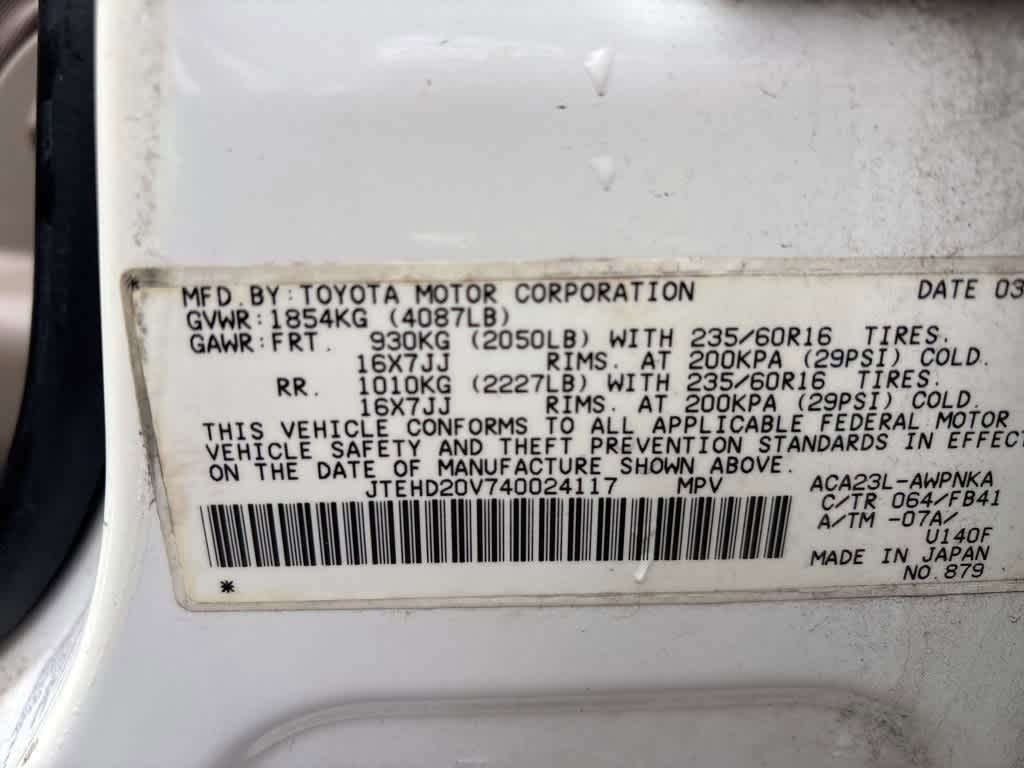 MFD. BY: TOYOTA MOTOR CORPORATION DATE 03
GVWR: 1854KG (4087LB)
GAWR: FRT. 930KG (2050LB) WITH 235/60R16 TIRES.
16X7JJ RIMS. AT 200KPA (29PSI) COLD.
RR. 1010KG (2227LB) WITH 235/60R16 TIRES.
16X7JJ RIMS. AT 200KPA (29PSI) COLD.
THIS VEHICLE CONFORMS TO ALL APPLICABLE FEDERAL MOTOR
VEHICLE SAFETY AND THEFT PREVENTION STANDARDS IN EFFECT
ON THE DATE OF MANUFACTURE SHOWN ABOVE.
JTEHD20V740024117 MPV
ACA23L-AWPNKA
C/TR 064/FB41
A/TM -07A/
U140F
MADE IN JAPAN
NO. 879